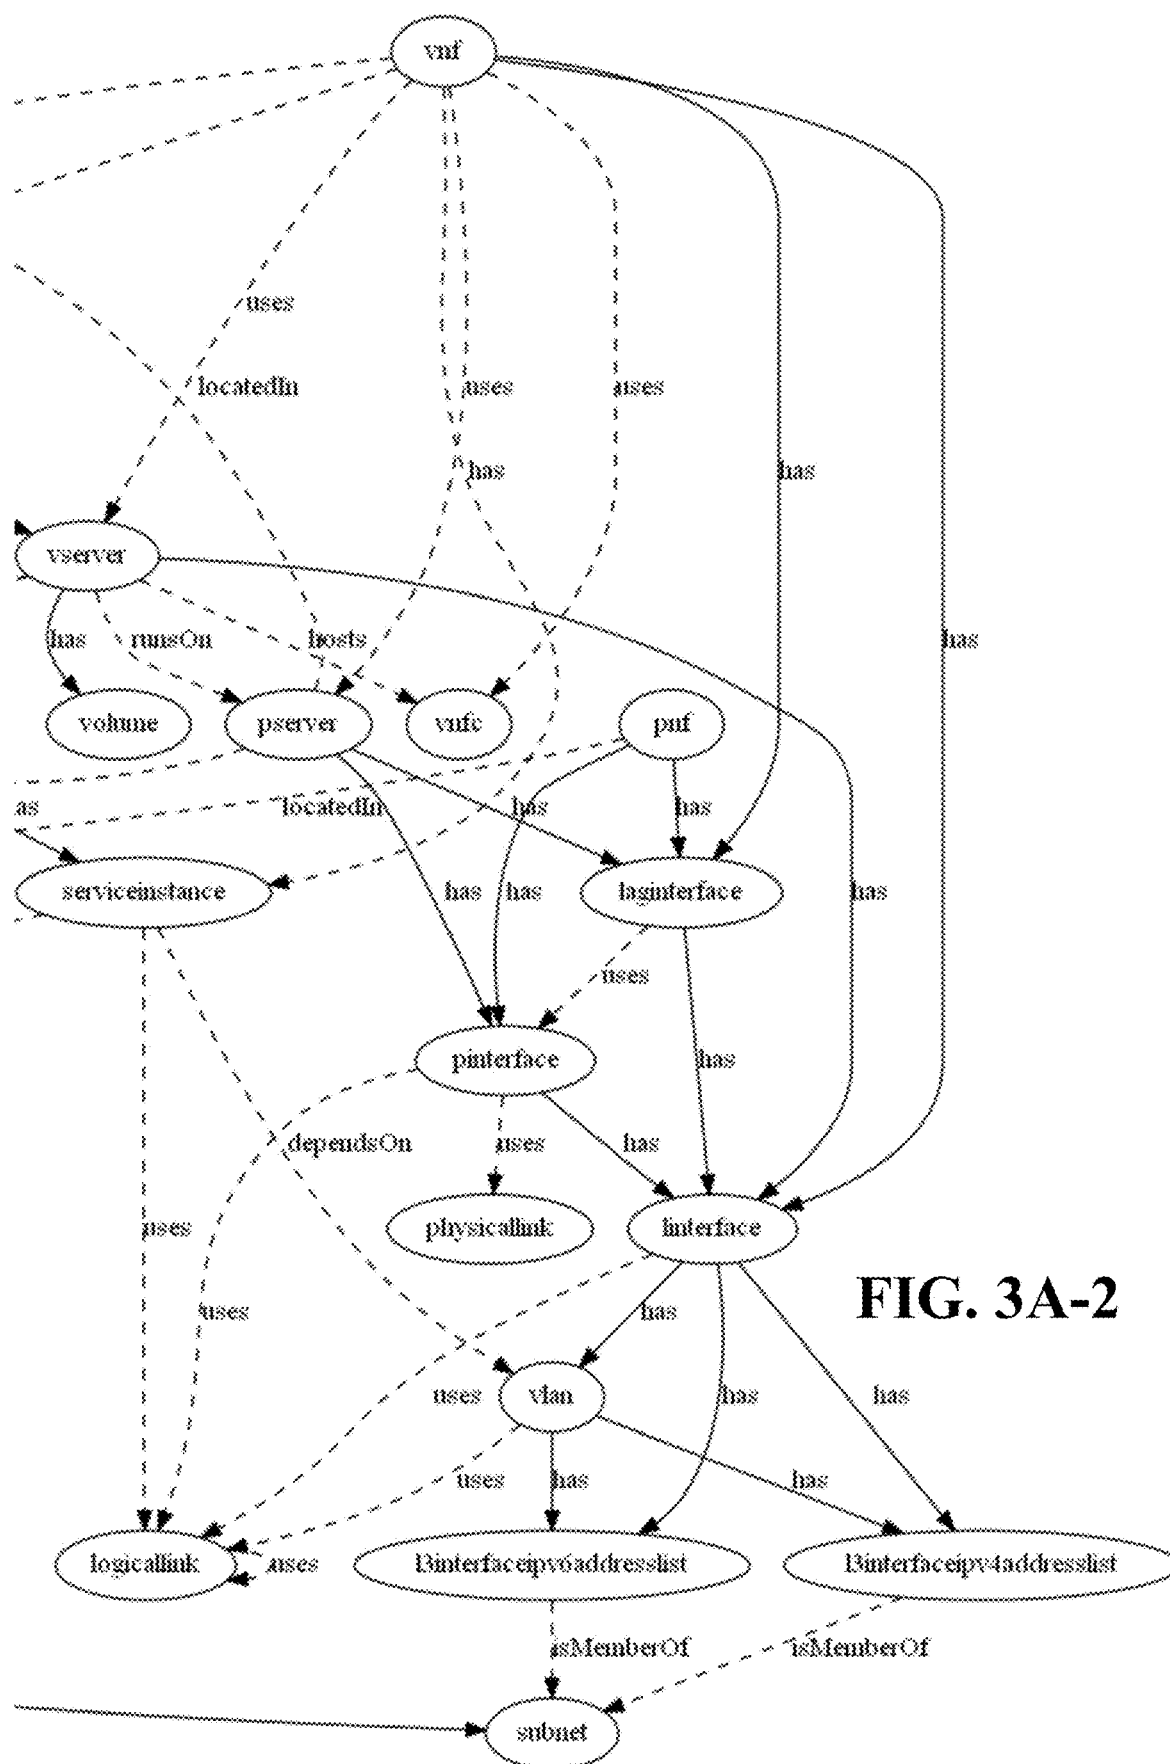 vnf
uses
locatedIn
uses
uses
has
has
vserver
has
runsOn
hosts
has
volume
pserver
vnfc
pnf
as
locatedIn
has
has
serviceinstance
has
has
laginterface
has
uses
pinterface
has
dependsOn
uses
has
uses
physicallink
linterface
uses
has
FIG. 3A-2
uses
vlan
has
has
uses
has
has
logicallink
uses
l3interfaceipv6addresslist
l3interfaceipv4addresslist
isMemberOf
isMemberOf
subnet